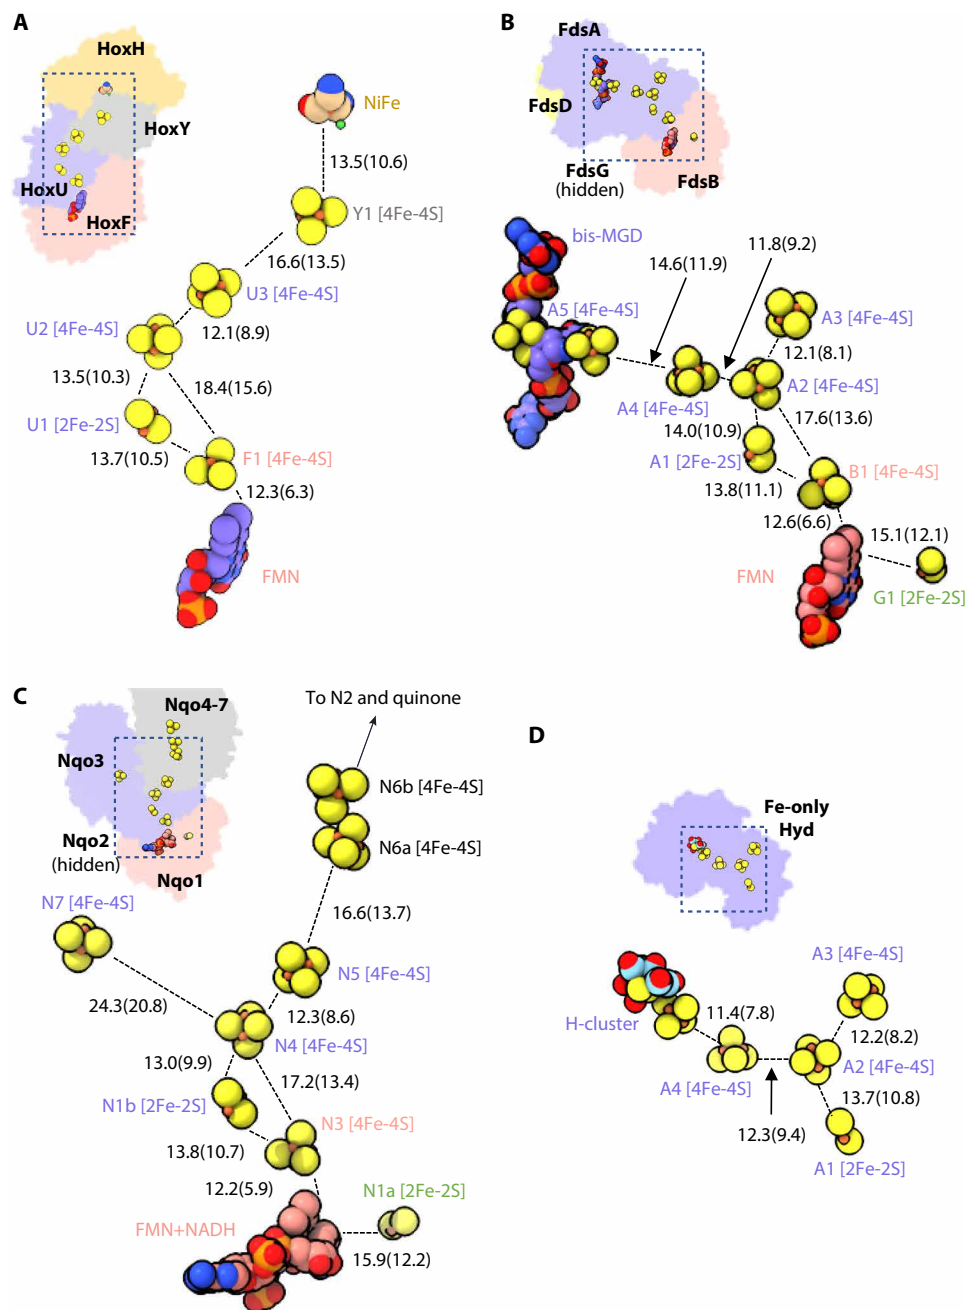 A
HoxH
HoxY
HoxU
HoxF
NiFe
13.5(10.6)
Y1 [4Fe-4S]
16.6(13.5)
U3 [4Fe-4S]
U2 [4Fe-4S]
12.1(8.9)
13.5(10.3)
18.4(15.6)
U1 [2Fe-2S]
13.7(10.5)
F1 [4Fe-4S]
12.3(6.3)
FMN
B
FdsA
FdsD
FdsG
(hidden)
FdsB
bis-MGD
11.8(9.2)
14.6(11.9)
A5 [4Fe-4S]
A3 [4Fe-4S]
12.1(8.1)
A2 [4Fe-4S]
A4 [4Fe-4S]
17.6(13.6)
14.0(10.9)
A1 [2Fe-2S]
B1 [4Fe-4S]
13.8(11.1)
12.6(6.6)
15.1(12.1)
FMN
G1 [2Fe-2S]
C
Nqo4-7
Nqo3
Nqo2
(hidden)
Nqo1
To N2 and quinone
N6b [4Fe-4S]
N6a [4Fe-4S]
16.6(13.7)
N7 [4Fe-4S]
N5 [4Fe-4S]
24.3(20.8)
12.3(8.6)
N4 [4Fe-4S]
13.0(9.9)
17.2(13.4)
N1b [2Fe-2S]
N3 [4Fe-4S]
13.8(10.7)
12.2(5.9)
N1a [2Fe-2S]
FMN+NADH
15.9(12.2)
D
Fe-only
Hyd
A3 [4Fe-4S]
11.4(7.8)
H-cluster
12.2(8.2)
A2 [4Fe-4S]
A4 [4Fe-4S]
13.7(10.8)
12.3(9.4)
A1 [2Fe-2S]